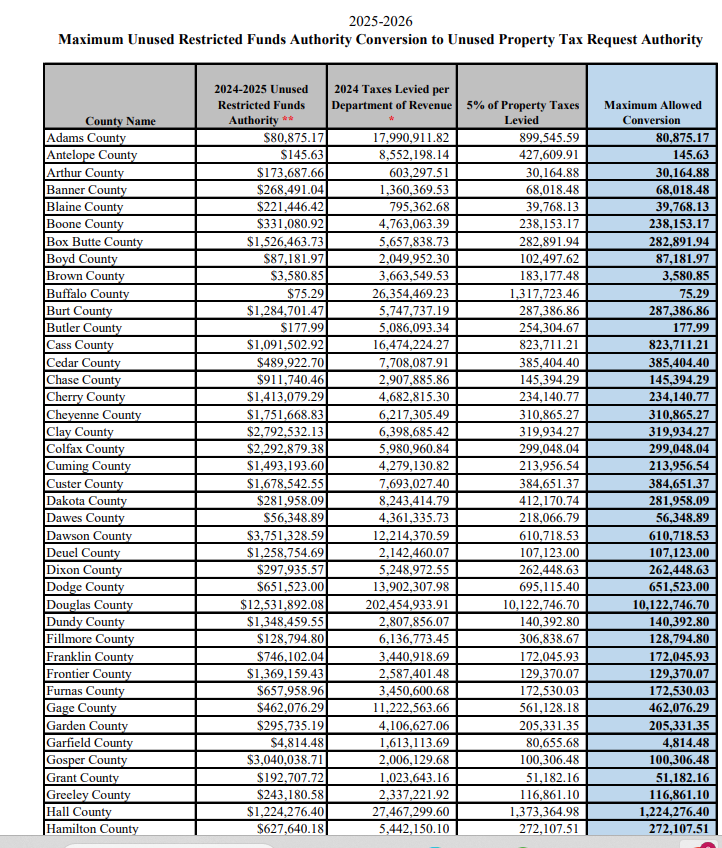 2025-2026
Maximum Unused Restricted Funds Authority Conversion to Unused Property Tax Request Authority
County Name 2024-2025 Unused Restricted Funds Authority ** 2024 Taxes Levied per Department of Revenue * 5% of Property Taxes Levied Maximum Allowed Conversion
Adams County $80,875.17 17,990,911.82 899,545.59 80,875.17
Antelope County $145.63 8,552,198.14 427,609.91 145.63
Arthur County $173,687.66 603,297.51 30,164.88 30,164.88
Banner County $268,491.04 1,360,369.53 68,018.48 68,018.48
Blaine County $221,446.42 795,362.68 39,768.13 39,768.13
Boone County $331,080.92 4,763,063.39 238,153.17 238,153.17
Box Butte County $1,526,463.73 5,657,838.73 282,891.94 282,891.94
Boyd County $87,181.97 2,049,952.30 102,497.62 87,181.97
Brown County $3,580.85 3,663,549.53 183,177.48 3,580.85
Buffalo County $75.29 26,354,469.23 1,317,723.46 75.29
Burt County $1,284,701.47 5,747,737.19 287,386.86 287,386.86
Butler County $177.99 5,086,093.34 254,304.67 177.99
Cass County $1,091,502.92 16,474,224.27 823,711.21 823,711.21
Cedar County $489,922.70 7,708,087.91 385,404.40 385,404.40
Chase County $911,740.46 2,907,885.86 145,394.29 145,394.29
Cherry County $1,413,079.29 4,682,815.30 234,140.77 234,140.77
Cheyenne County $1,751,668.83 6,217,305.49 310,865.27 310,865.27
Clay County $2,792,532.13 6,398,685.42 319,934.27 319,934.27
Colfax County $2,292,879.38 5,980,960.84 299,048.04 299,048.04
Cuming County $1,493,193.60 4,279,130.82 213,956.54 213,956.54
Custer County $1,678,542.55 7,693,027.40 384,651.37 384,651.37
Dakota County $281,958.09 8,243,414.79 412,170.74 281,958.09
Dawes County $56,348.89 4,361,335.73 218,066.79 56,348.89
Dawson County $3,751,328.59 12,214,370.59 610,718.53 610,718.53
Deuel County $1,258,754.69 2,142,460.07 107,123.00 107,123.00
Dixon County $297,935.57 5,248,972.55 262,448.63 262,448.63
Dodge County $651,523.00 13,902,307.98 695,115.40 651,523.00
Douglas County $12,531,892.08 202,454,933.91 10,122,746.70 10,122,746.70
Dundy County $1,348,459.55 2,807,856.07 140,392.80 140,392.80
Fillmore County $128,794.80 6,136,773.45 306,838.67 128,794.80
Franklin County $746,102.04 3,440,918.69 172,045.93 172,045.93
Frontier County $1,369,159.43 2,587,401.48 129,370.07 129,370.07
Furnas County $657,958.96 3,450,600.68 172,530.03 172,530.03
Gage County $462,076.29 11,222,563.66 561,128.18 462,076.29
Garden County $295,735.19 4,106,627.06 205,331.35 205,331.35
Garfield County $4,814.48 1,613,113.69 80,655.68 4,814.48
Gosper County $3,040,038.71 2,006,129.68 100,306.48 100,306.48
Grant County $192,707.72 1,023,643.16 51,182.16 51,182.16
Greeley County $243,180.58 2,337,221.92 116,861.10 116,861.10
Hall County $1,224,276.40 27,467,299.60 1,373,364.98 1,224,276.40
Hamilton County $627,640.18 5,442,150.10 272,107.51 272,107.51